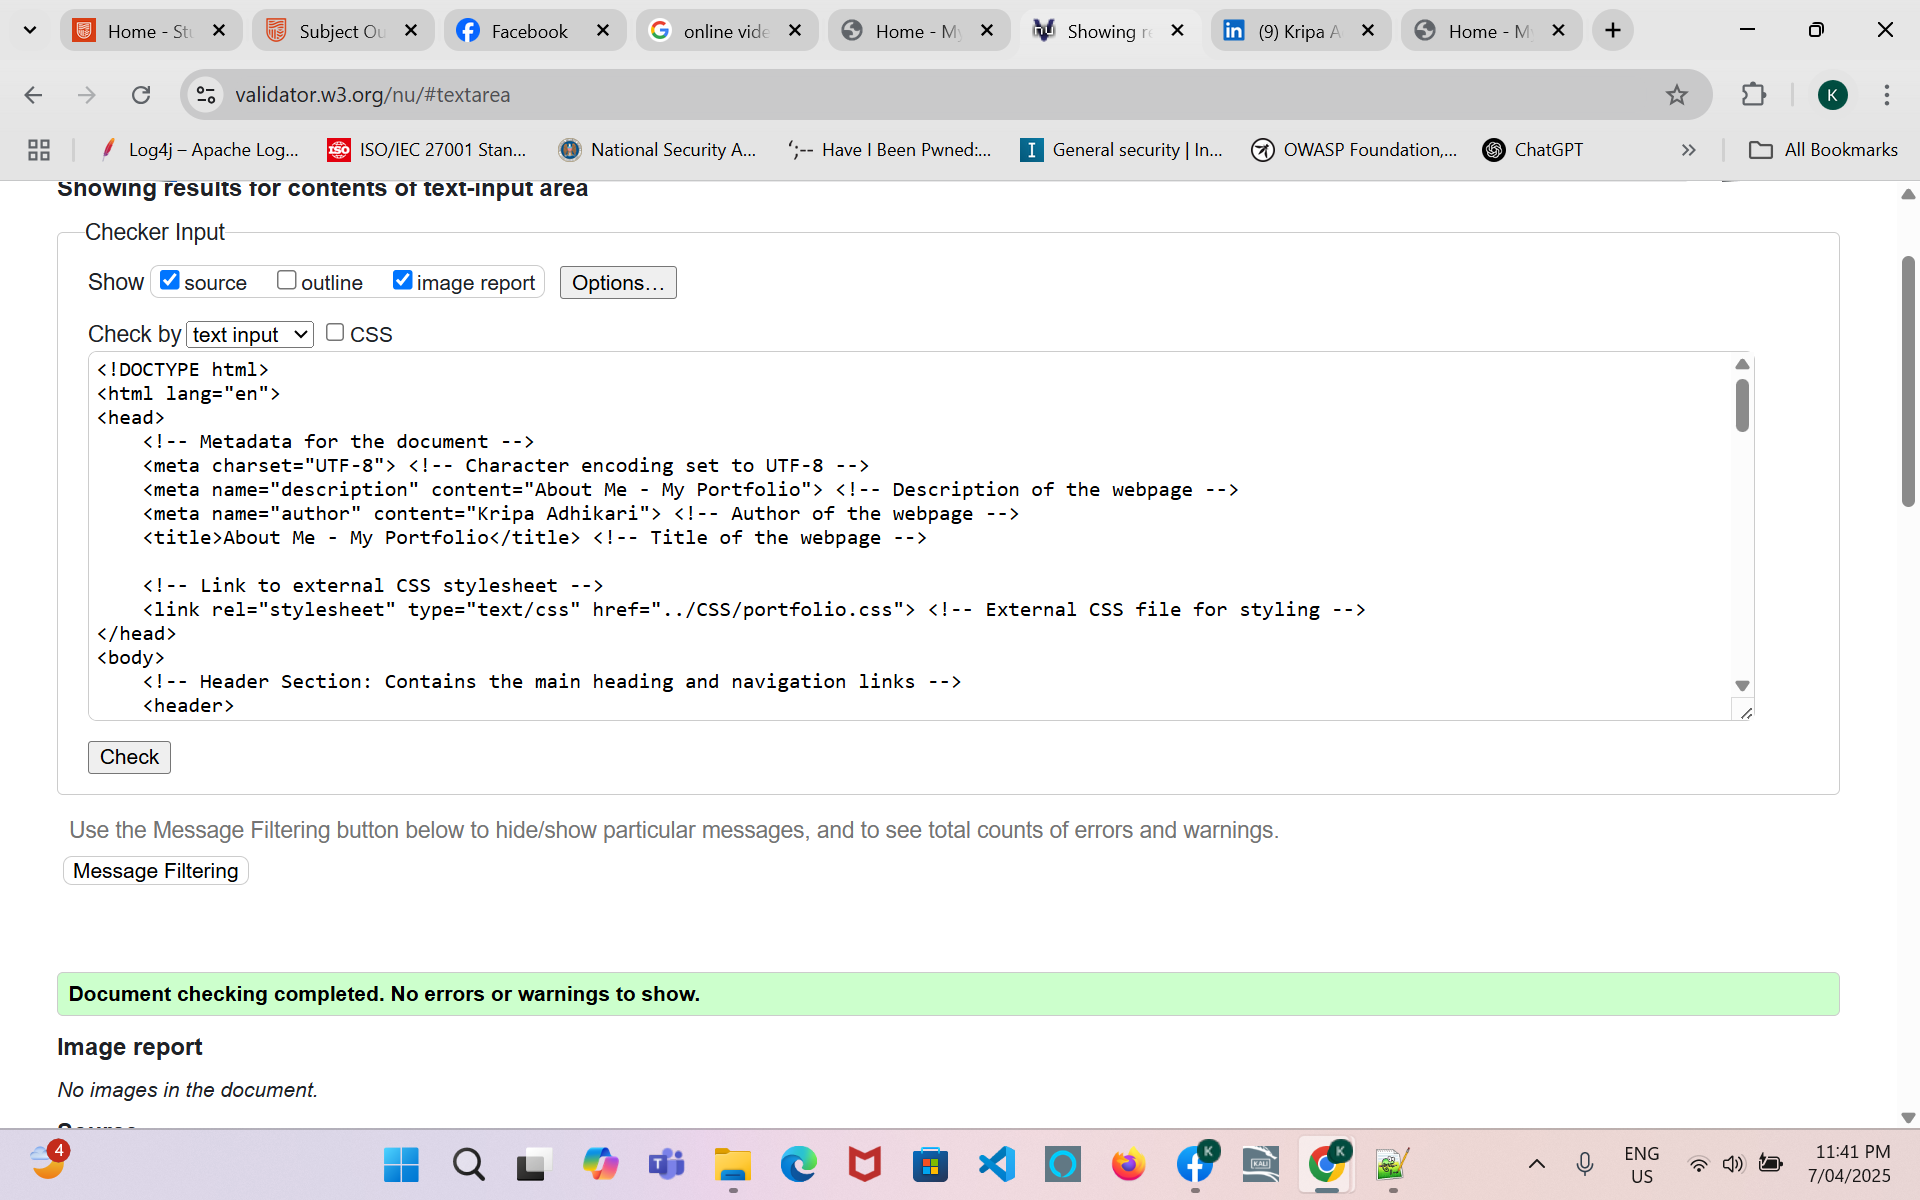 Home - Stu
Subject Ou
Facebook
online vide
Home - My
Showing re
(9) Kripa A
Home - My
validator.w3.org/nu/#textarea
K
Log4j – Apache Log...
ISO/IEC 27001 Stan...
National Security A...
';-- Have I Been Pwned:...
General security | In...
OWASP Foundation,...
ChatGPT
All Bookmarks
Showing results for contents of text-input area
Checker Input
Show source outline image report Options...
Check by text input CSS
<!DOCTYPE html>
<html lang="en">
<head>
    <!-- Metadata for the document -->
    <meta charset="UTF-8"> <!-- Character encoding set to UTF-8 -->
    <meta name="description" content="About Me - My Portfolio"> <!-- Description of the webpage -->
    <meta name="author" content="Kripa Adhikari"> <!-- Author of the webpage -->
    <title>About Me - My Portfolio</title> <!-- Title of the webpage -->
    <!-- Link to external CSS stylesheet -->
    <link rel="stylesheet" type="text/css" href="../CSS/portfolio.css"> <!-- External CSS file for styling -->
</head>
<body>
    <!-- Header Section: Contains the main heading and navigation links -->
    <header>
Check
Use the Message Filtering button below to hide/show particular messages, and to see total counts of errors and warnings.
Message Filtering
Document checking completed. No errors or warnings to show.
Image report
No images in the document.
Source
4
K
K
ENG
US
11:41 PM
7/04/2025